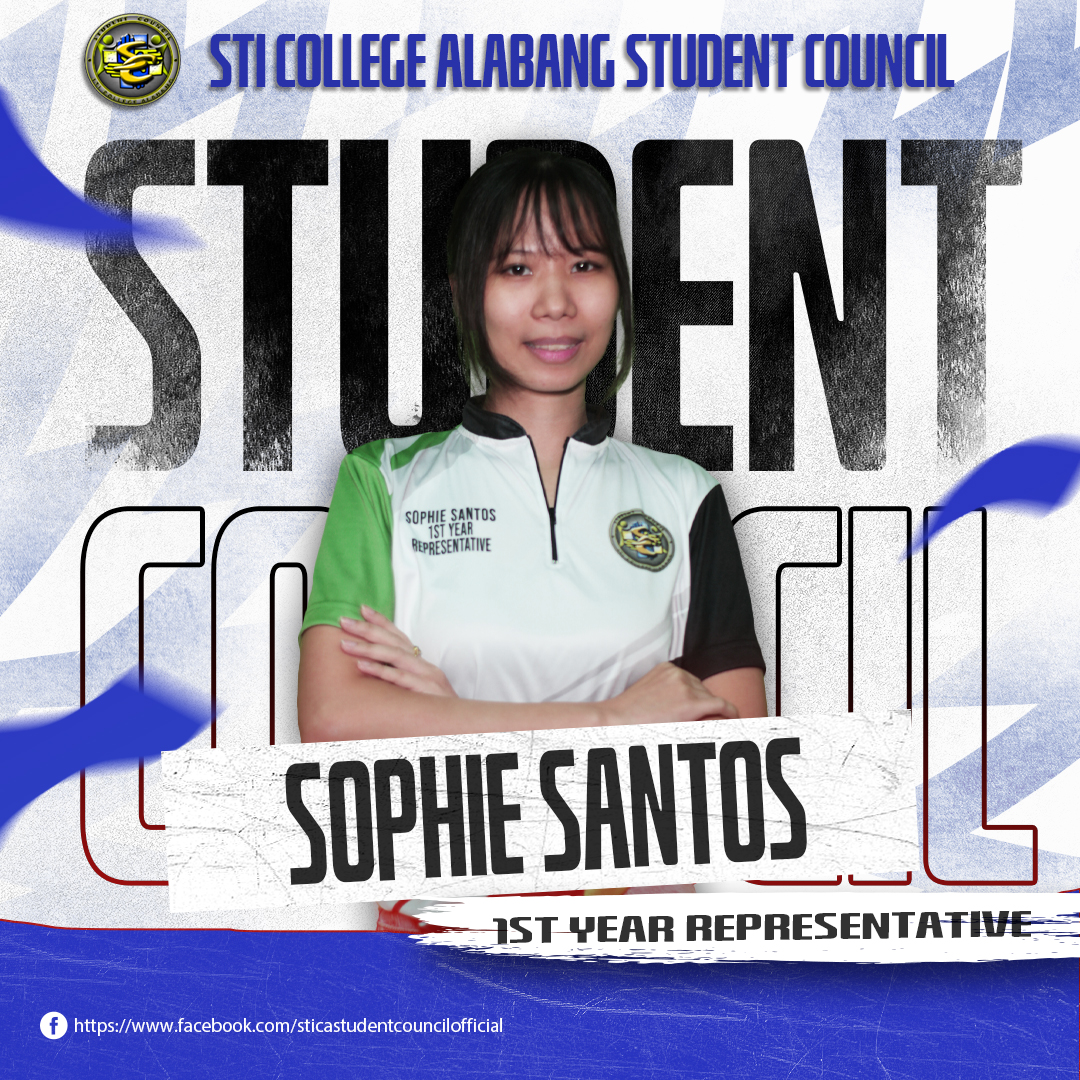 STI COLLEGE ALABANG STUDENT COUNCIL
STUDENT
COUNCIL
SOPHIE SANTOS
1ST YEAR
REPRESENTATIVE
SOPHIE SANTOS
1ST YEAR REPRESENTATIVE
f https://www.facebook.com/sticastudentcouncilofficial